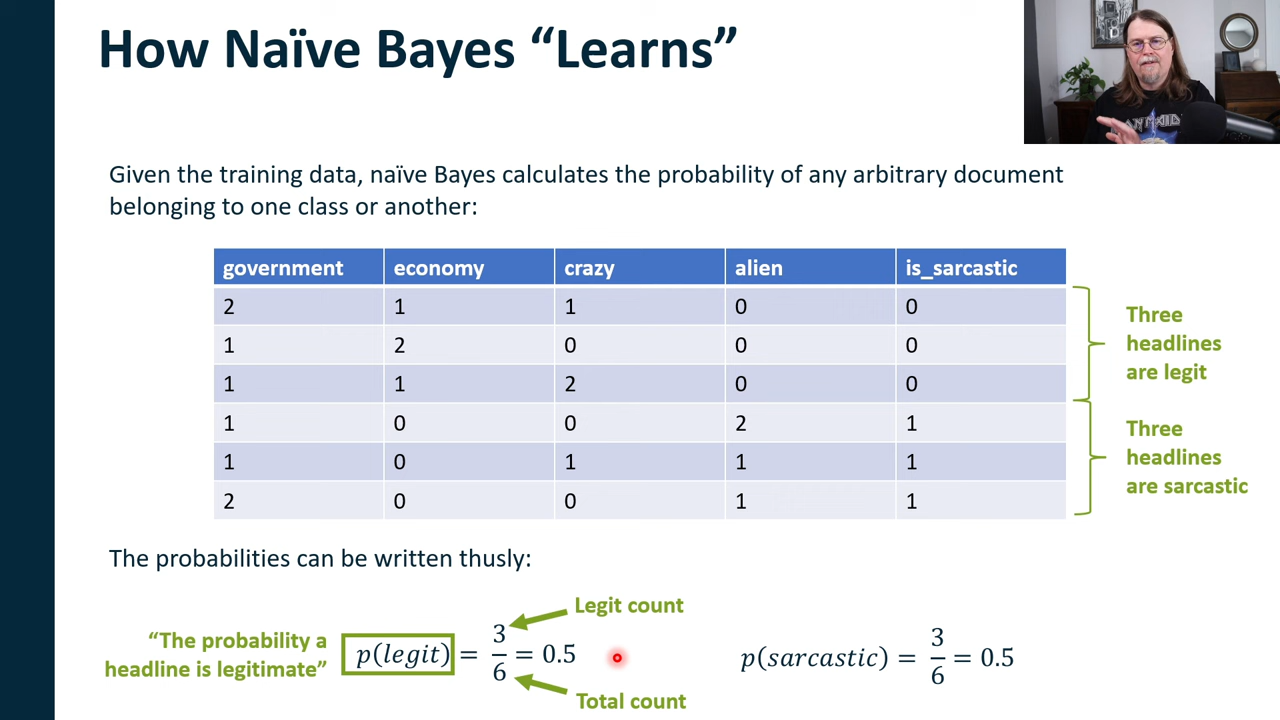 How Naïve Bayes “Learns”
Given the training data, naïve Bayes calculates the probability of any arbitrary document
belonging to one class or another:
government economy crazy alien is_sarcastic
2 1 1 0 0
1 2 0 0 0
1 1 2 0 0
1 0 0 2 1
1 0 1 1 1
2 0 0 1 1
Three
headlines
are legit
Three
headlines
are sarcastic
The probabilities can be written thusly:
“The probability a
headline is legitimate”
p(legit) = 3/6 = 0.5
Legit count
Total count
p(sarcastic) = 3/6 = 0.5